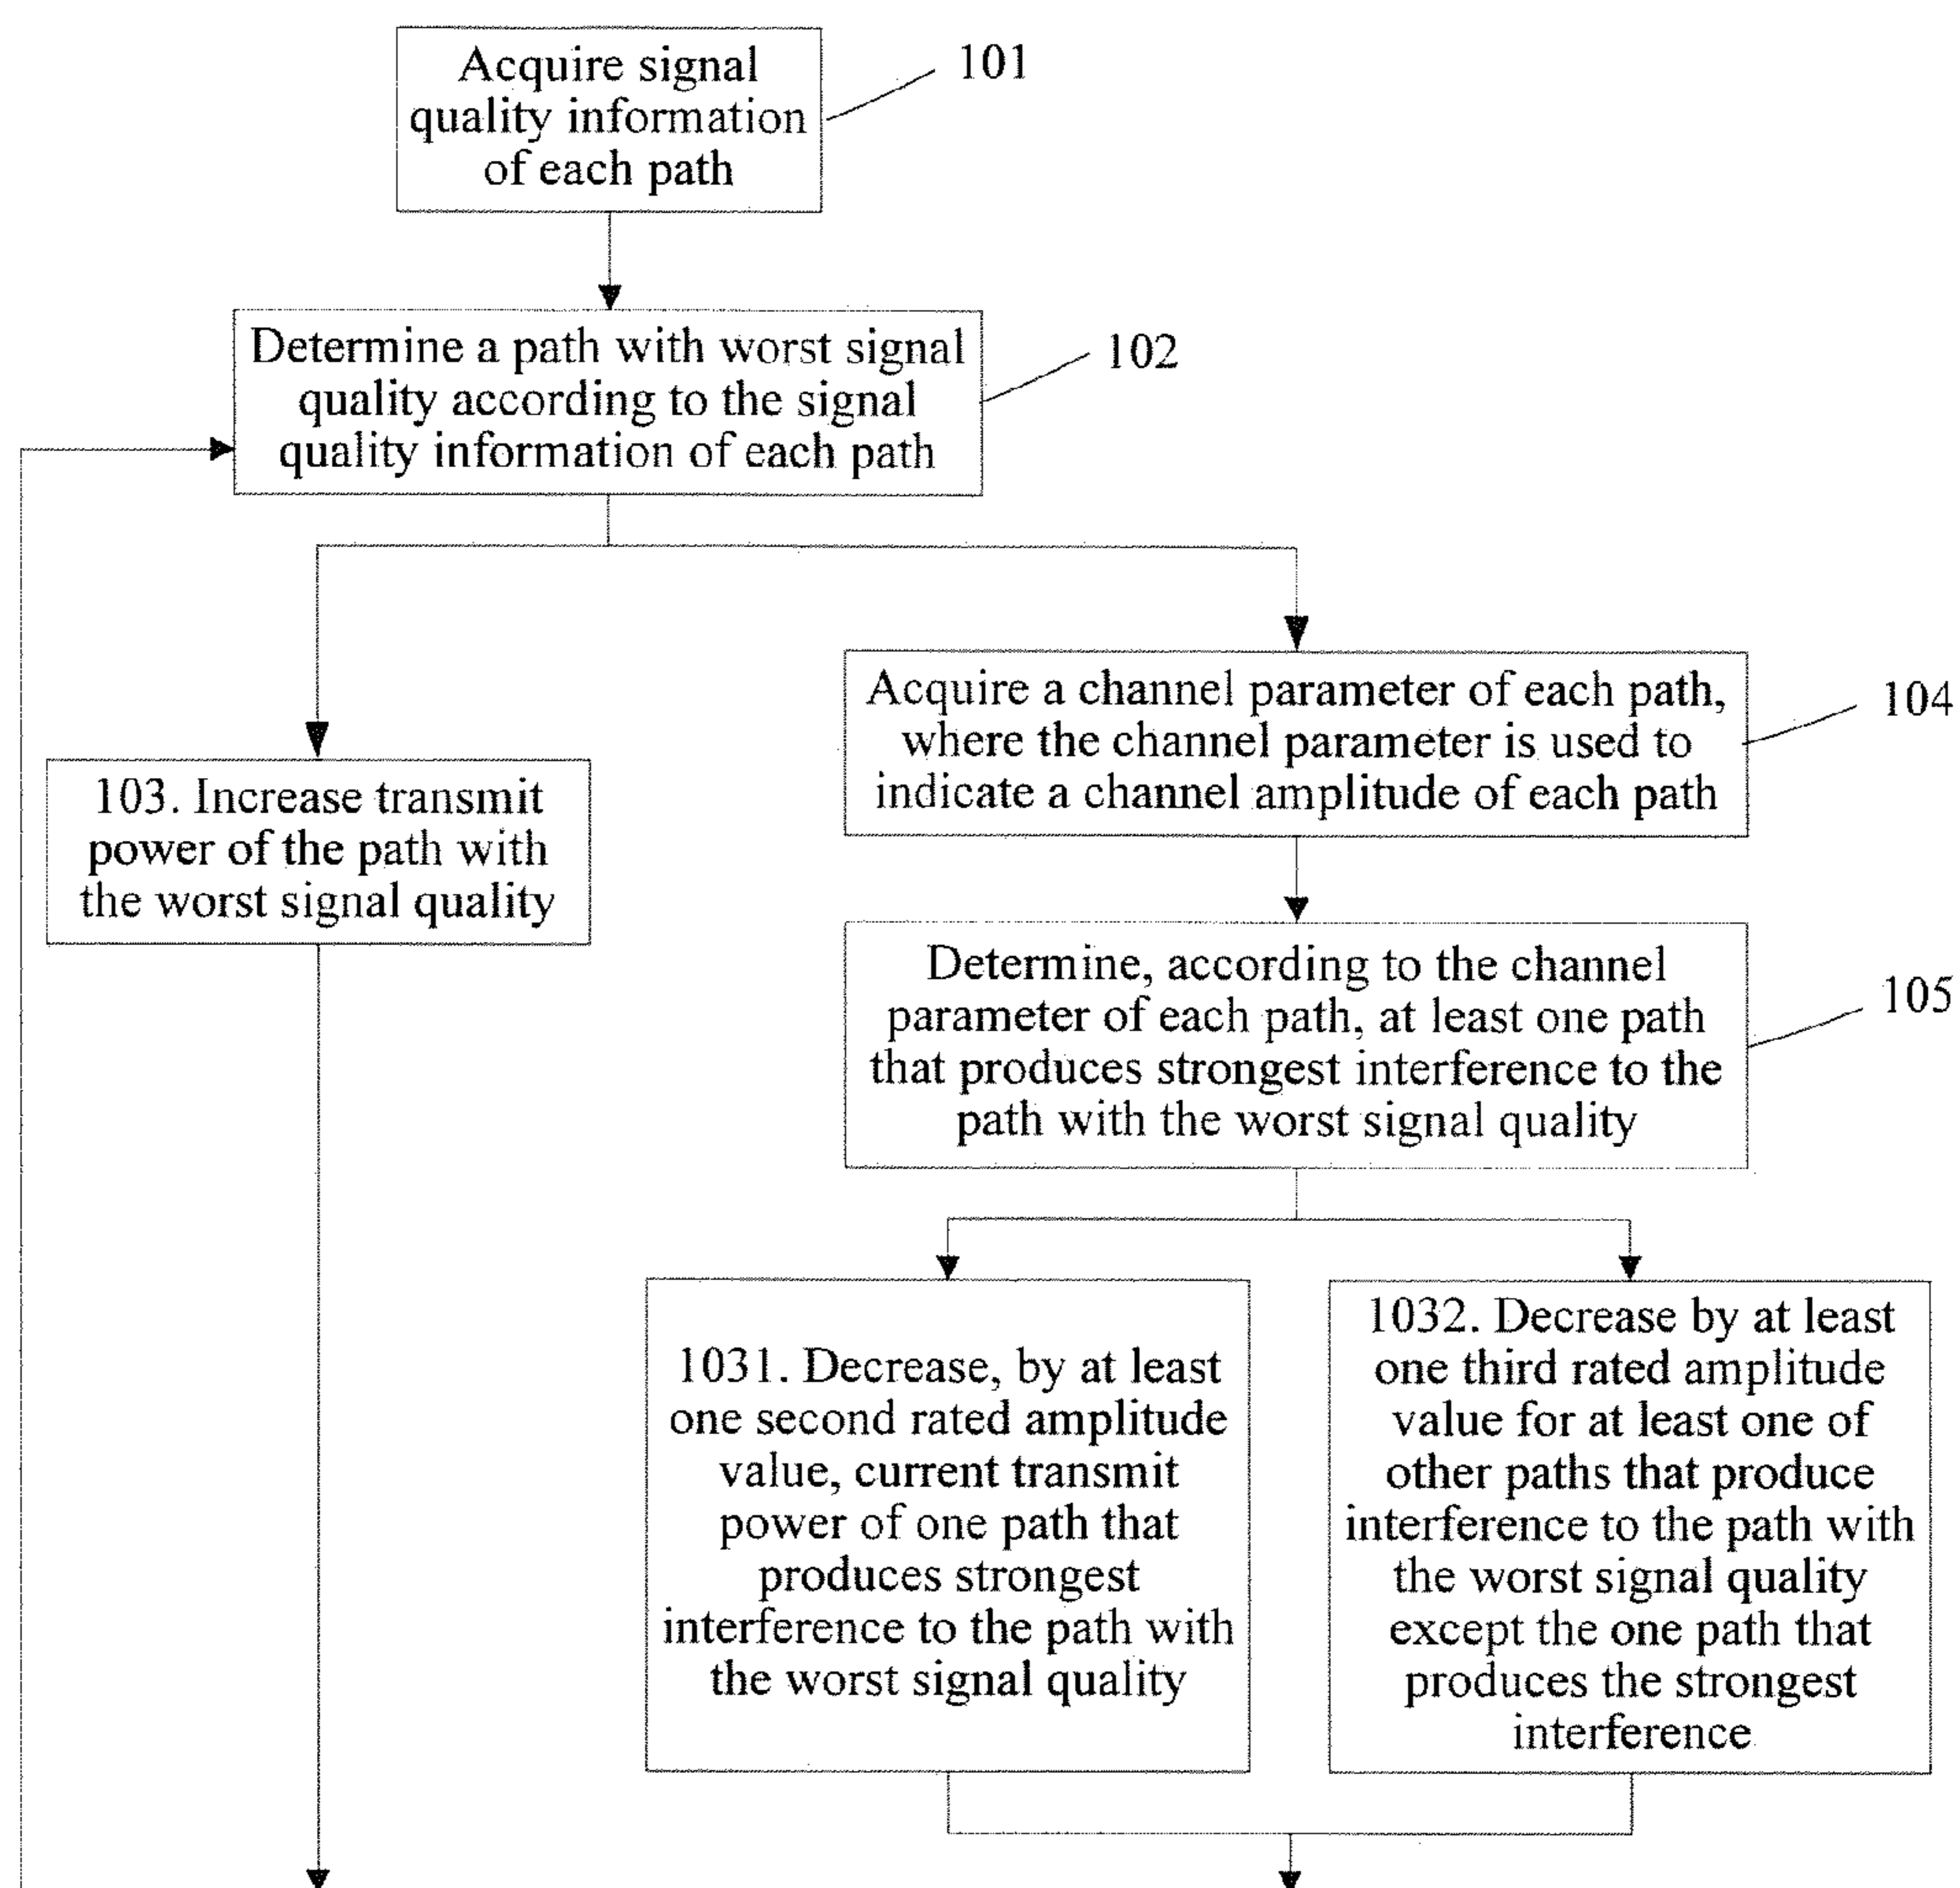 Acquire signal
quality information
of each path
101
Determine a path with worst signal
quality according to the signal
quality information of each path
102
Acquire a channel parameter of each path,
where the channel parameter is used to
indicate a channel amplitude of each path
104
103. Increase transmit
power of the path with
the worst signal quality
Determine, according to the channel
parameter of each path, at least one path
that produces strongest interference to the
path with the worst signal quality
105
1031. Decrease, by at least
one second rated amplitude
value, current transmit
power of one path that
produces strongest
interference to the path with
the worst signal quality
1032. Decrease by at least
one third rated amplitude
value for at least one of
other paths that produce
interference to the path with
the worst signal quality
except the one path that
produces the strongest
interference